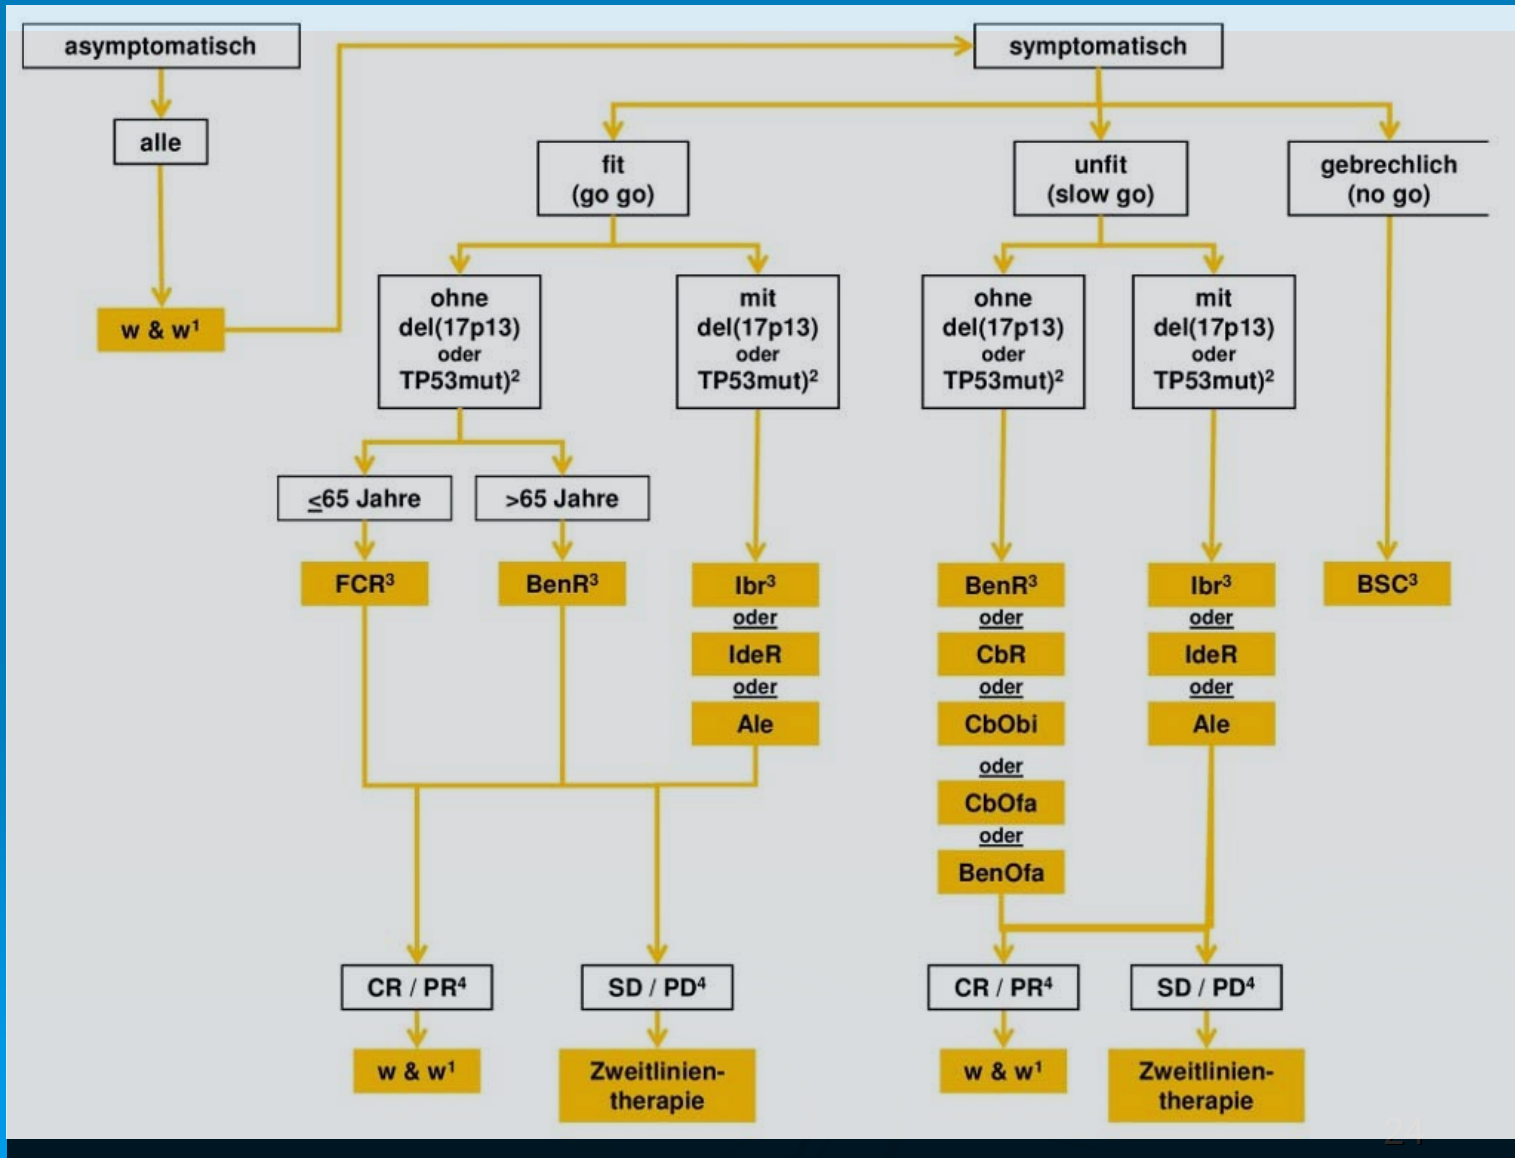 asymptomatisch
symptomatisch
alle
fit
(go go)
unfit
(slow go)
gebrechlich
(no go)
w & w¹
ohne
del(17p13)
oder
TP53mut)²
mit
del(17p13)
oder
TP53mut)²
ohne
del(17p13)
oder
TP53mut)²
mit
del(17p13)
oder
TP53mut)²
≤65 Jahre
>65 Jahre
FCR³
BenR³
Ibr³
oder
IdeR
oder
Ale
BenR³
oder
CbR
oder
CbObi
oder
CbOfa
oder
BenOfa
Ibr³
oder
IdeR
oder
Ale
BSC³
CR / PR⁴
SD / PD⁴
CR / PR⁴
SD / PD⁴
w & w¹
Zweitlinien-
therapie
w & w¹
Zweitlinien-
therapie
24